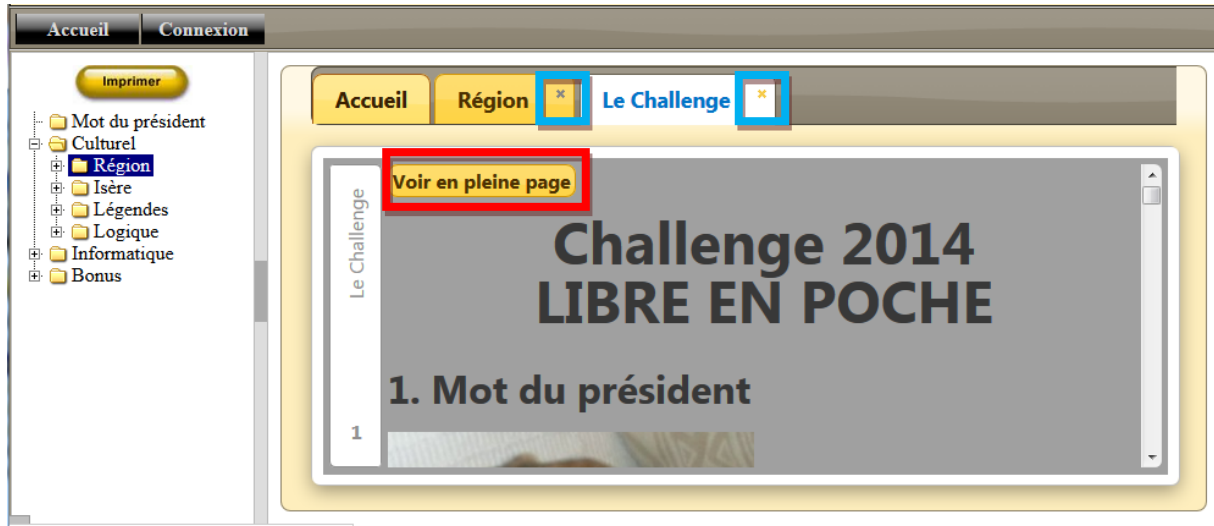 Accueil
Connexion
Imprimer
Mot du président
Culturel
Région
Isère
Légendes
Logique
Informatique
Bonus
Accueil
Région
×
Le Challenge
×
Le Challenge
1
Voir en pleine page
Challenge 2014
LIBRE EN POCHE
1. Mot du président